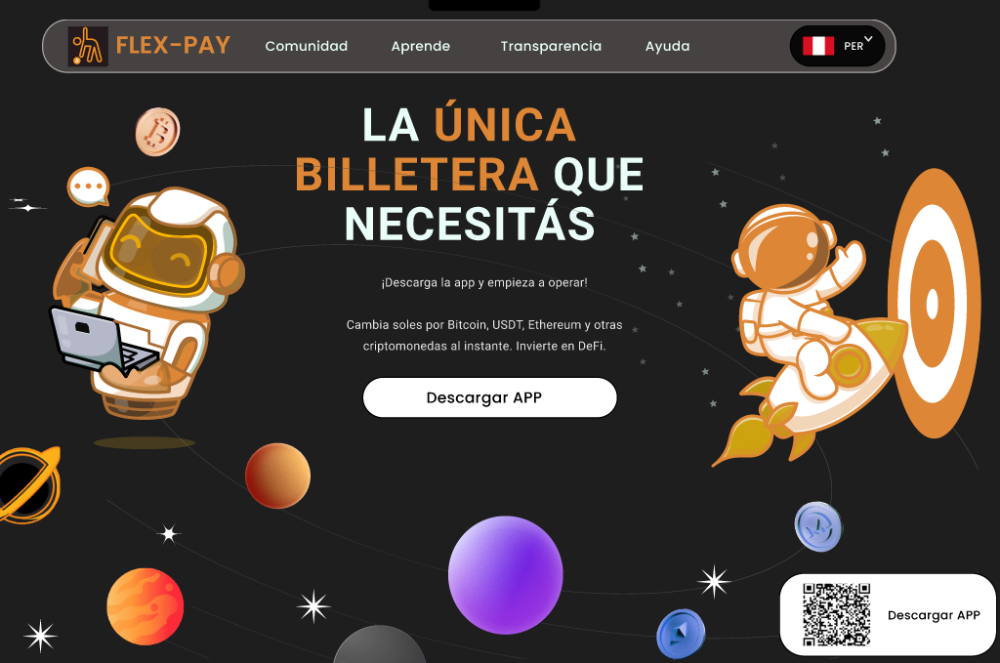 FLEX-PAY
Comunidad
Aprende
Transparencia
Ayuda
PER
LA ÚNICA
BILLETERA QUE
NECESITÁS
¡Descarga la app y empieza a operar!
Cambia soles por Bitcoin, USDT, Ethereum y otras
criptomonedas al instante. Invierte en DeFi.
Descargar APP
Descargar APP